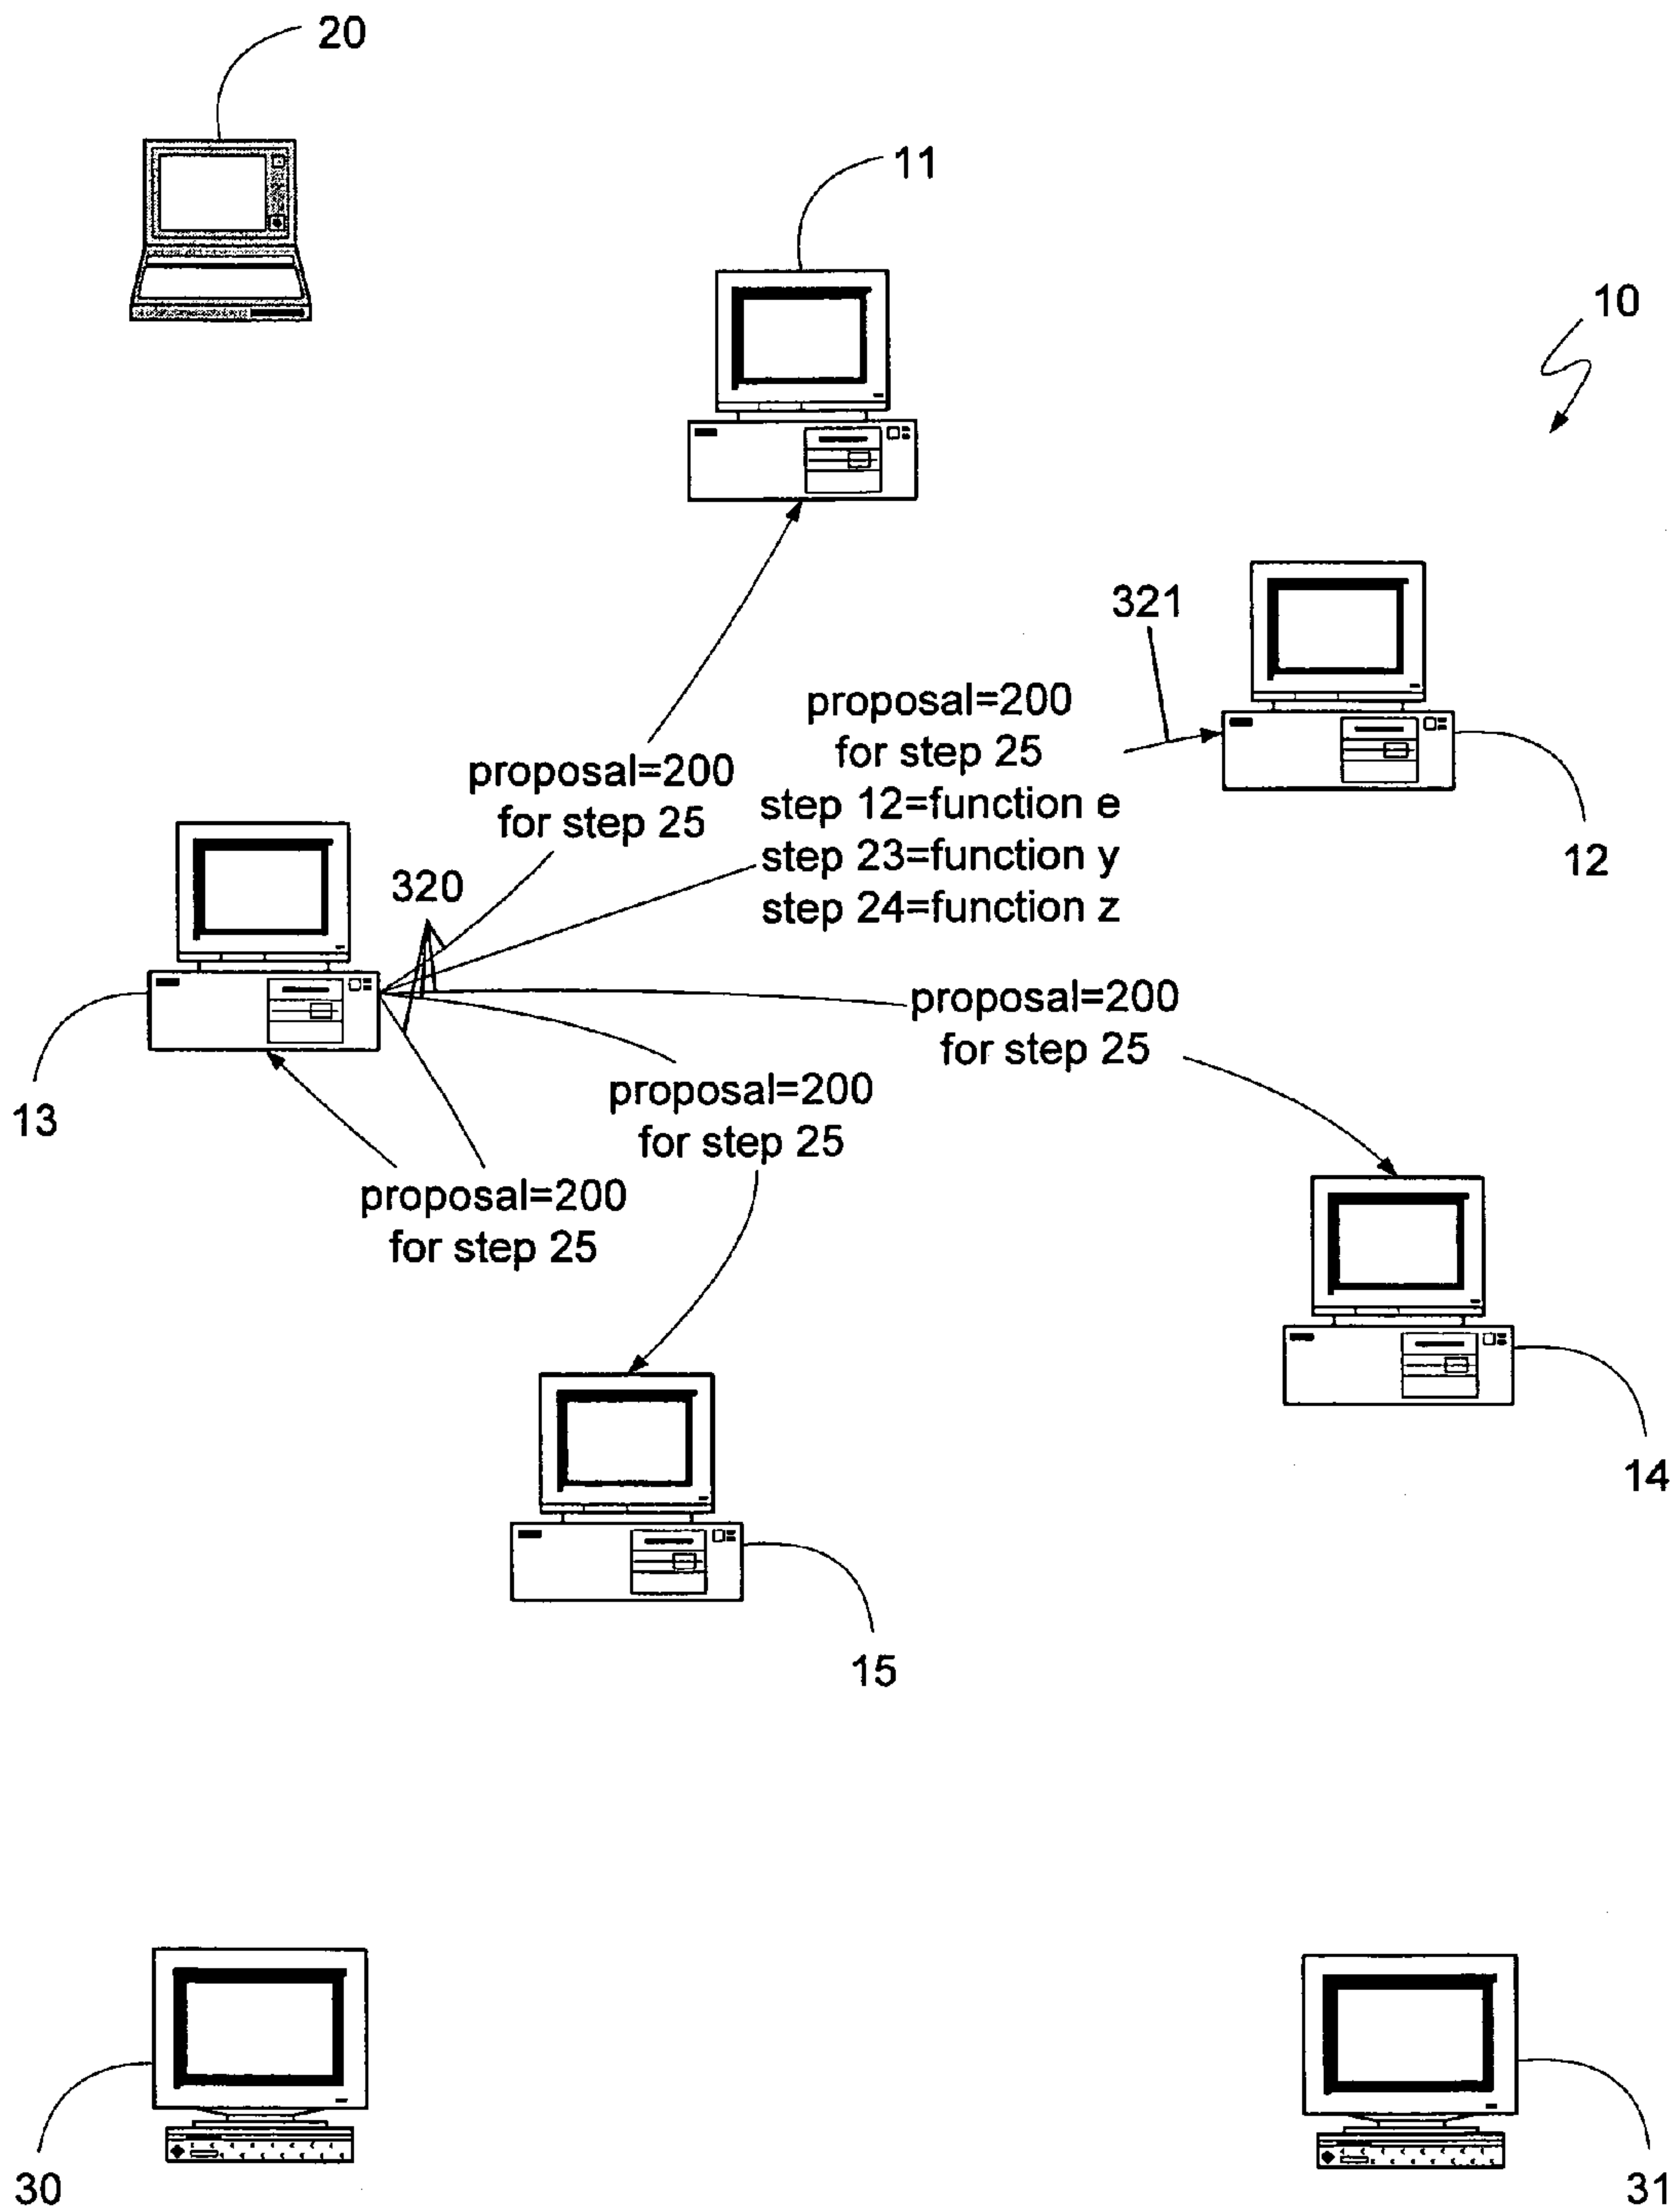 20
11
10
321
proposal=200
for step 25
step 12=function e
step 23=function y
step 24=function z
12
proposal=200
for step 25
320
13
proposal=200
for step 25
proposal=200
for step 25
proposal=200
for step 25
14
15
30
31